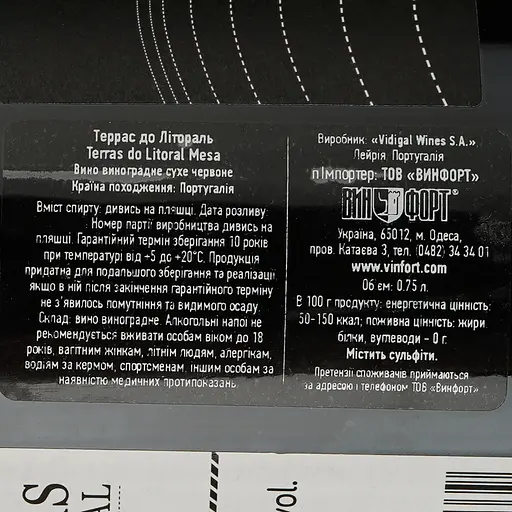 Террас до Літораль
Terras do Litoral Mesa
Вино виноградне сухе червоне
Країна походження: Португалія
Вміст спирту: дивись на пляшці. Дата розливу:
Номер партії виробництва дивись на
пляшці. Гарантійний термін зберігання 10 років
при температурі від +5 до +20°С. Продукція
придатна для подальшого зберігання та реалізації,
якщо в ній після закінчення гарантійного терміну
не з'явилось помутніння та видимого осаду.
Склад: вино виноградне. Алкогольні напої не
рекомендується вживати особам віком до 18
років, вагітним жінкам, літнім людям, алергікам,
водіям за кермом, спортсменам, іншим особам за
наявністю медичних протипоказань.
Виробник: «Vidigal Wines S.A.»
Лейрія Португалія
Імпортер: ТОВ "ВИНФОРТ"
ВИНФОРТ®
Україна, 65012, м. Одеса,
пров. Катаєва 3, тел. (0482) 34 34 01
www.vinfort.com
Об'єм: 0.75 л.
В 100 г продукту: енергетична цінність:
50-150 ккал; поживна цінність: жири,
білки, вуглеводи - 0 г.
Містить сульфіти.
Претензії споживачів приймаються
за адресою і телефоном ТОВ «Винфорт»
S
AL
vol.